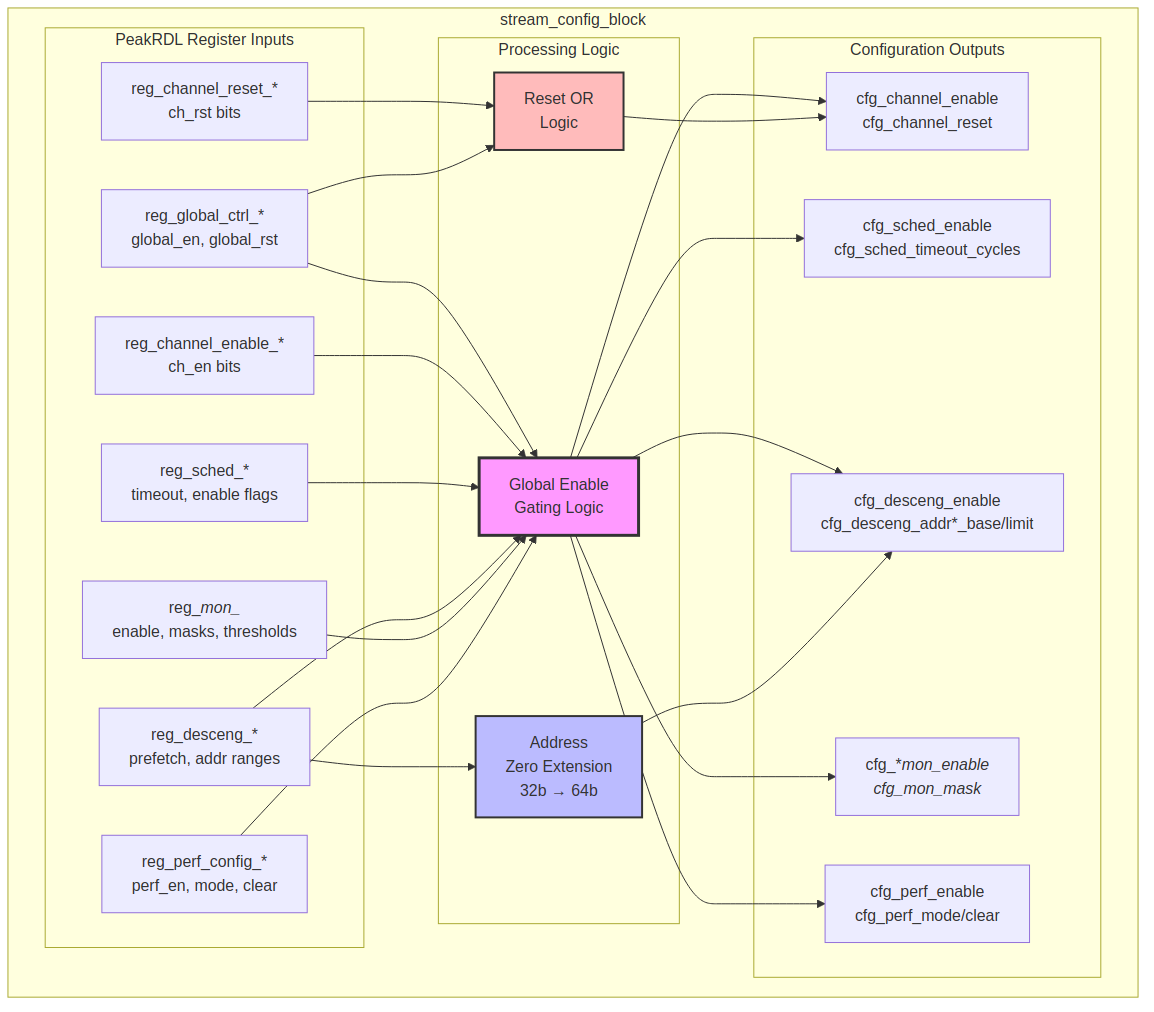 stream_config_block
PeakRDL Register Inputs
reg_channel_reset_*
ch_rst bits
reg_global_ctrl_*
global_en, global_rst
reg_channel_enable_*
ch_en bits
reg_sched_*
timeout, enable flags
reg_mon_
enable, masks, thresholds
reg_desceng_*
prefetch, addr ranges
reg_perf_config_*
perf_en, mode, clear
Processing Logic
Reset OR
Logic
Global Enable
Gating Logic
Address
Zero Extension
32b → 64b
Configuration Outputs
cfg_channel_enable
cfg_channel_reset
cfg_sched_enable
cfg_sched_timeout_cycles
cfg_desceng_enable
cfg_desceng_addr*_base/limit
cfg_*mon_enable
cfg_mon_mask
cfg_perf_enable
cfg_perf_mode/clear